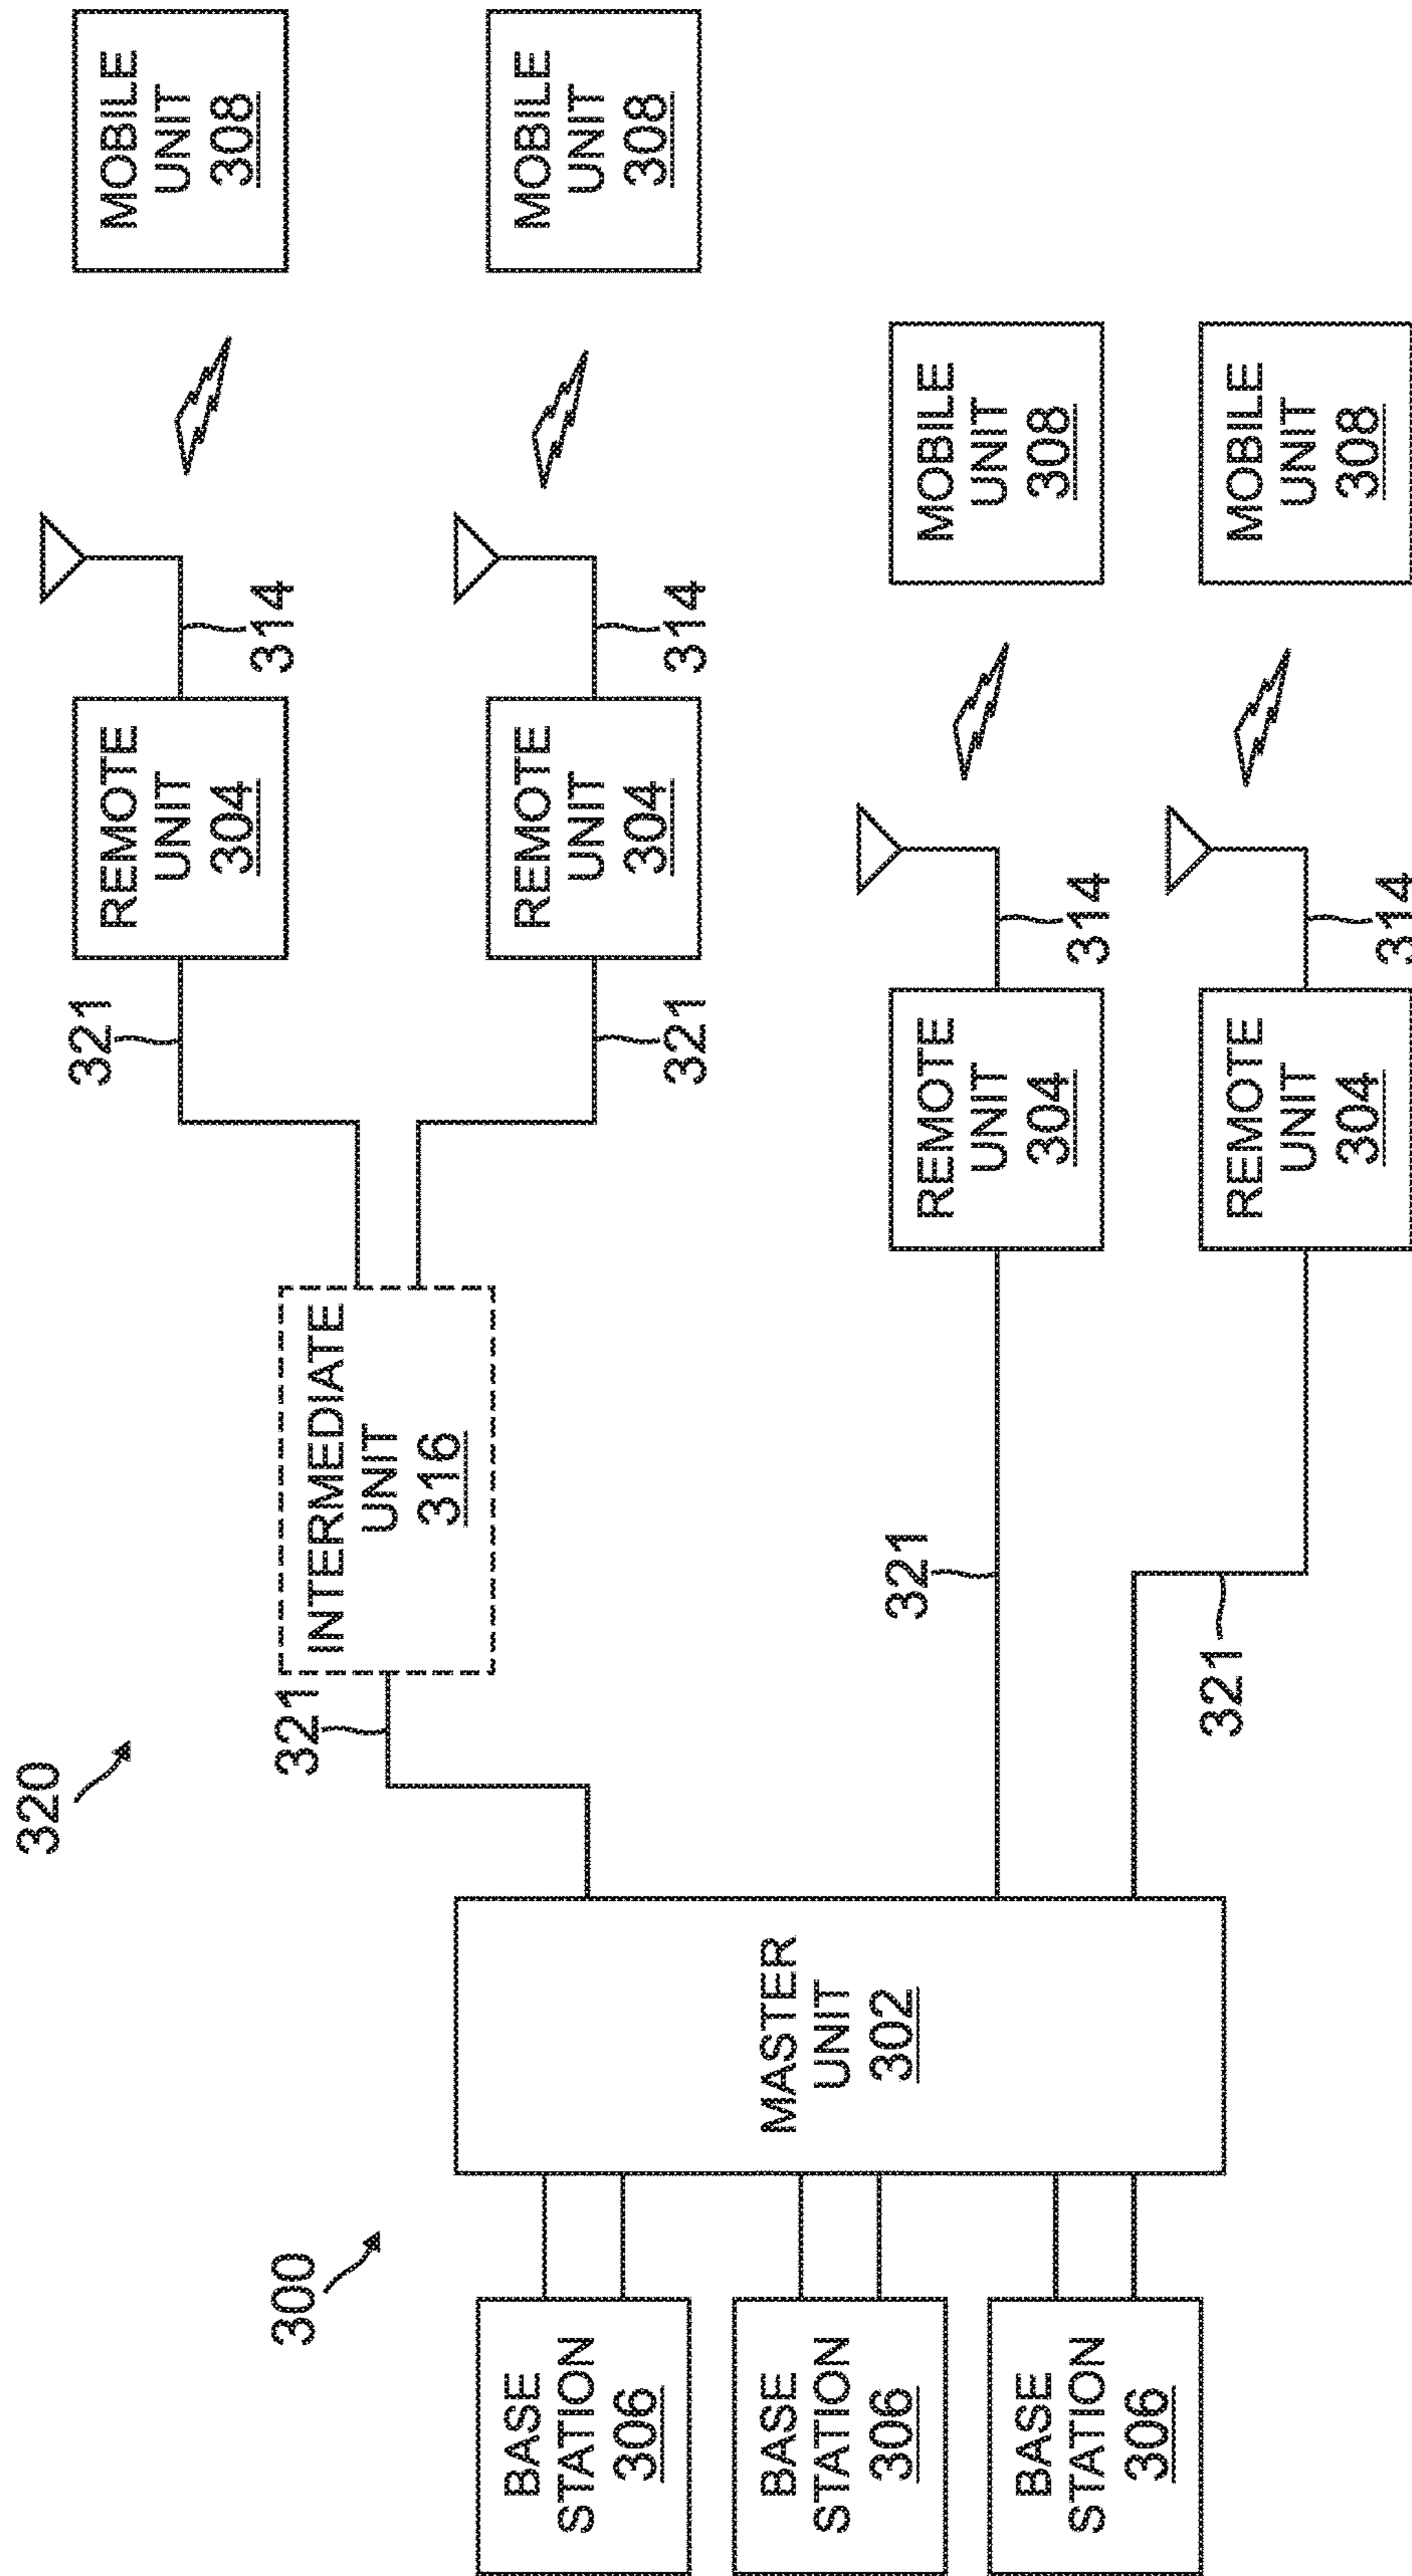 320
300
BASE
STATION
306
BASE
STATION
306
BASE
STATION
306
MASTER
UNIT
302
321
INTERMEDIATE
UNIT
316
321
321
321
321
REMOTE
UNIT
304
314
MOBILE
UNIT
308
REMOTE
UNIT
304
314
MOBILE
UNIT
308
REMOTE
UNIT
304
314
MOBILE
UNIT
308
REMOTE
UNIT
304
314
MOBILE
UNIT
308